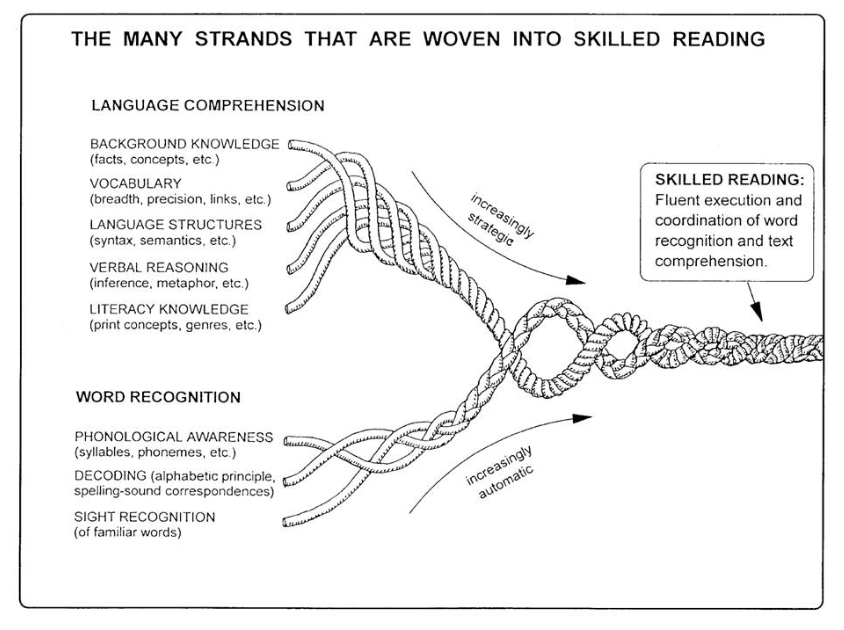 THE MANY STRANDS THAT ARE WOVEN INTO SKILLED READING
LANGUAGE COMPREHENSION
BACKGROUND KNOWLEDGE
(facts, concepts, etc.)
VOCABULARY
(breadth, precision, links, etc.)
LANGUAGE STRUCTURES
(syntax, semantics, etc.)
VERBAL REASONING
(inference, metaphor, etc.)
LITERACY KNOWLEDGE
(print concepts, genres, etc.)
increasingly
strategic
SKILLED READING:
Fluent execution and
coordination of word
recognition and text
comprehension.
WORD RECOGNITION
PHONOLOGICAL AWARENESS
(syllables, phonemes, etc.)
DECODING (alphabetic principle,
spelling-sound correspondences)
SIGHT RECOGNITION
(of familiar words)
increasingly
automatic